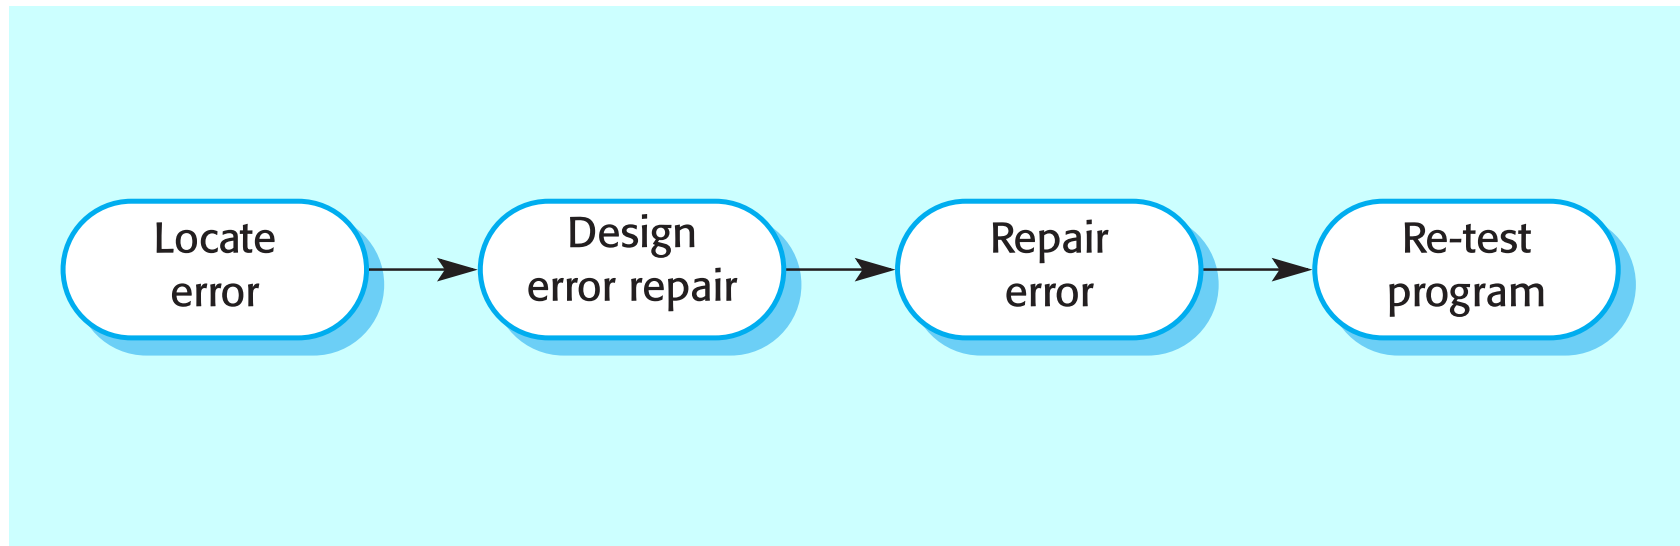 Locate
error
Design
error repair
Repair
error
Re-test
program